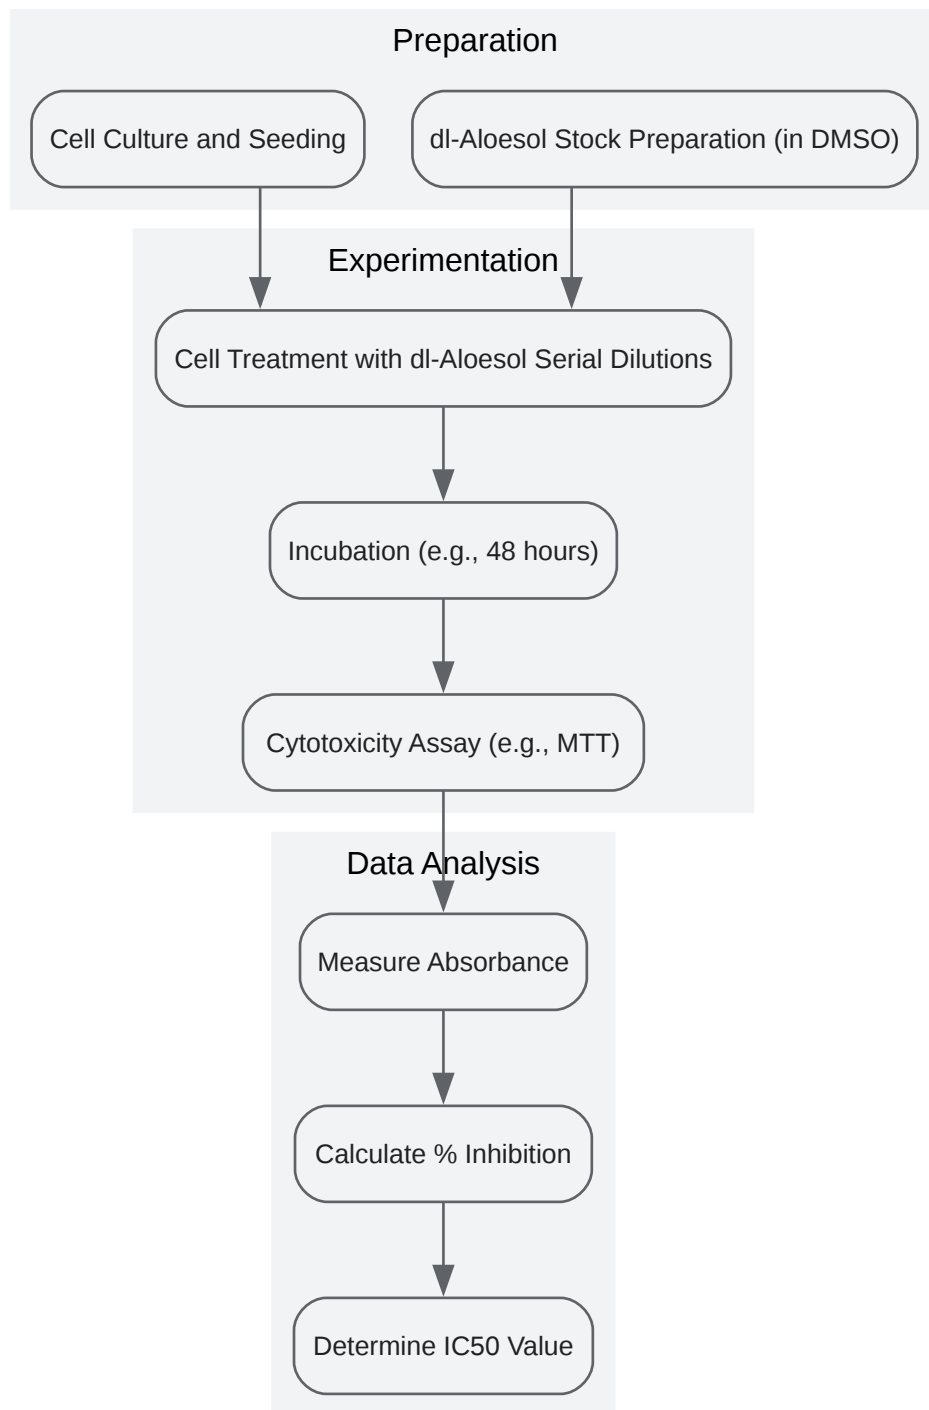 Preparation
Cell Culture and Seeding
dl-Aloesol Stock Preparation (in DMSO)
Experimentation
Cell Treatment with dl-Aloesol Serial Dilutions
Incubation (e.g., 48 hours)
Cytotoxicity Assay (e.g., MTT)
Data Analysis
Measure Absorbance
Calculate % Inhibition
Determine IC50 Value